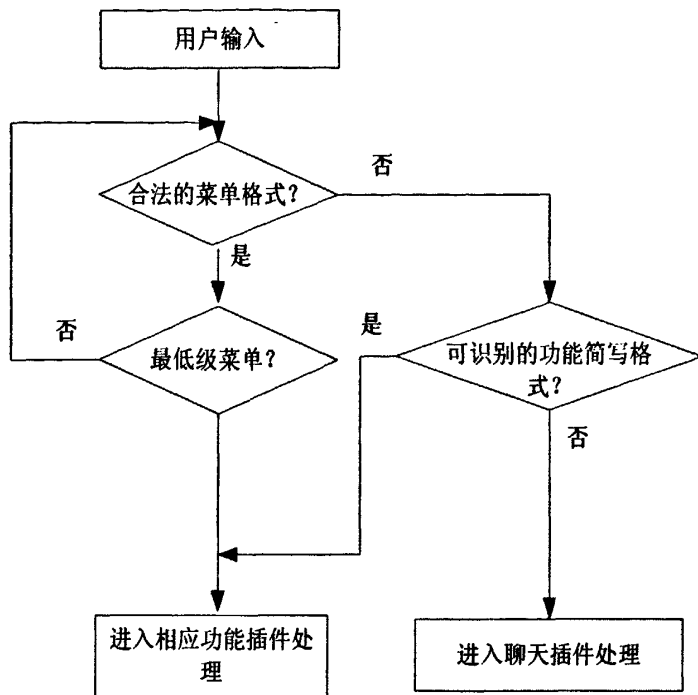 用户输入
否
合法的菜单格式?
是
否
是
最低级菜单?
可识别的功能简写格
式?
否
进入相应功能插件处
理
进入聊天插件处理